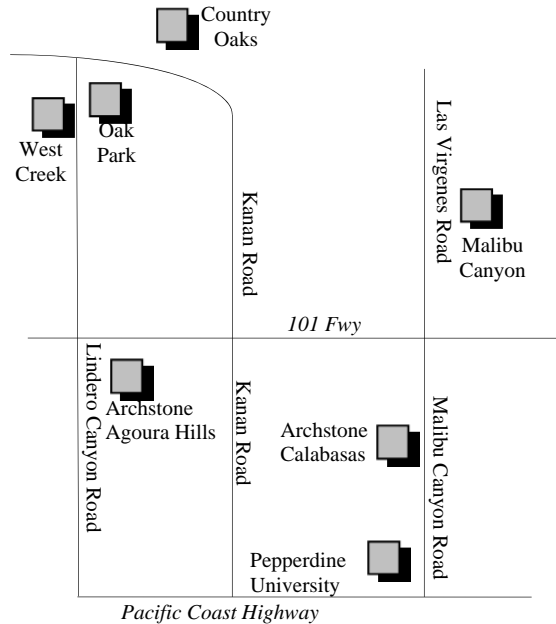 Country
Oaks
West
Creek
Oak
Park
Kanan Road
Las Virgenes Road
Malibu
Canyon
101 Fwy
Lindero Canyon Road
Archstone
Agoura Hills
Kanan Road
Archstone
Calabasas
Malibu Canyon Road
Pepperdine
University
Pacific Coast Highway